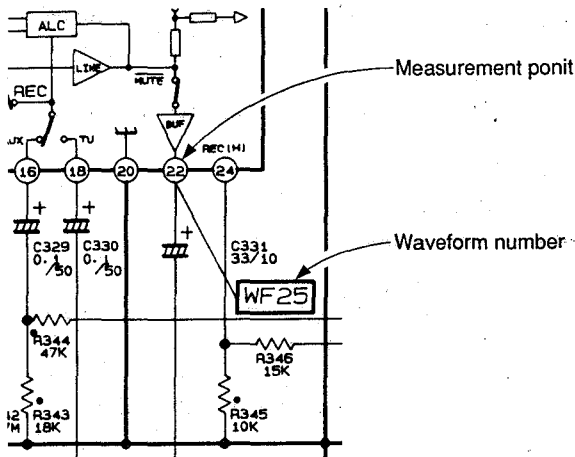 ALC
LINE
MUTE
REC
BUF
AUX
TU
REC(H)
16
18
20
22
24
Measurement ponit
+
+
+
C329
0.1/50
C330
0.1/50
C331
33/10
Waveform number
WF25
R344
47K
R346
15K
R343
18K
R345
10K